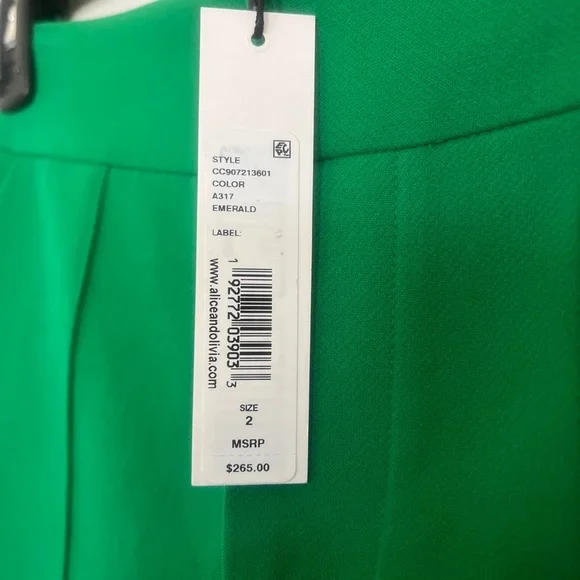 STYLE
CC907213601
COLOR
A317
EMERALD
LABEL:
1 92772 03903 3
www.aliceandolivia.com
SIZE
2
MSRP
$265.00